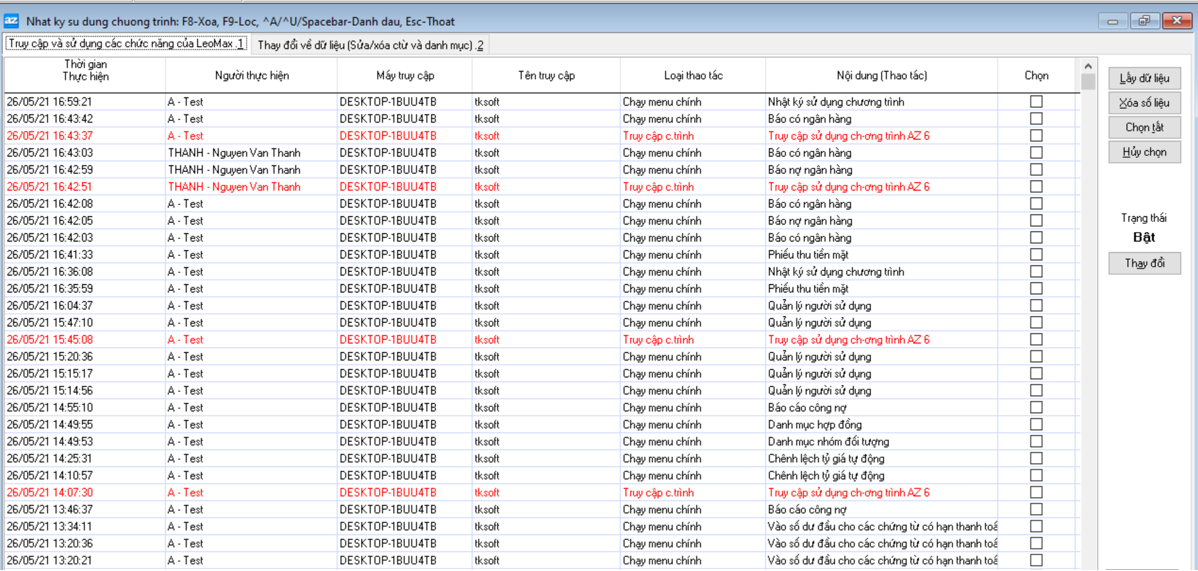 az Nhat ky su dung chuong trinh: F8-Xoa, F9-Loc, ^A/^U/Spacebar-Danh dau, Esc-Thoat
Truy cập và sử dụng các chức năng của LeoMax .1 Thay đổi về dữ liệu (Sửa/xóa ctừ và danh mục) .2
Thời gian Thực hiện Người thực hiện Máy truy cập Tên truy cập Loại thao tác Nội dung (Thao tác) Chọn
26/05/21 16:59:21 A - Test DESKTOP-1BUU4TB tksoft Chạy menu chính Nhật ký sử dụng chương trình
26/05/21 16:43:42 A - Test DESKTOP-1BUU4TB tksoft Chạy menu chính Báo có ngân hàng
26/05/21 16:43:37 A - Test DESKTOP-1BUU4TB tksoft Truy cập c.trình Truy cập sử dụng ch-ơng trình AZ 6
26/05/21 16:43:03 THANH - Nguyen Van Thanh DESKTOP-1BUU4TB tksoft Chạy menu chính Báo có ngân hàng
26/05/21 16:42:59 THANH - Nguyen Van Thanh DESKTOP-1BUU4TB tksoft Chạy menu chính Báo nợ ngân hàng
26/05/21 16:42:51 THANH - Nguyen Van Thanh DESKTOP-1BUU4TB tksoft Truy cập c.trình Truy cập sử dụng ch-ơng trình AZ 6
26/05/21 16:42:08 A - Test DESKTOP-1BUU4TB tksoft Chạy menu chính Báo có ngân hàng
26/05/21 16:42:05 A - Test DESKTOP-1BUU4TB tksoft Chạy menu chính Báo nợ ngân hàng
26/05/21 16:42:03 A - Test DESKTOP-1BUU4TB tksoft Chạy menu chính Báo có ngân hàng
26/05/21 16:41:33 A - Test DESKTOP-1BUU4TB tksoft Chạy menu chính Phiếu thu tiền mặt
26/05/21 16:36:08 A - Test DESKTOP-1BUU4TB tksoft Chạy menu chính Nhật ký sử dụng chương trình
26/05/21 16:35:59 A - Test DESKTOP-1BUU4TB tksoft Chạy menu chính Phiếu thu tiền mặt
26/05/21 16:04:37 A - Test DESKTOP-1BUU4TB tksoft Chạy menu chính Quản lý người sử dụng
26/05/21 15:47:10 A - Test DESKTOP-1BUU4TB tksoft Chạy menu chính Quản lý người sử dụng
26/05/21 15:45:08 A - Test DESKTOP-1BUU4TB tksoft Truy cập c.trình Truy cập sử dụng ch-ơng trình AZ 6
26/05/21 15:20:36 A - Test DESKTOP-1BUU4TB tksoft Chạy menu chính Quản lý người sử dụng
26/05/21 15:15:17 A - Test DESKTOP-1BUU4TB tksoft Chạy menu chính Quản lý người sử dụng
26/05/21 15:14:56 A - Test DESKTOP-1BUU4TB tksoft Chạy menu chính Quản lý người sử dụng
26/05/21 14:55:10 A - Test DESKTOP-1BUU4TB tksoft Chạy menu chính Báo cáo công nợ
26/05/21 14:49:55 A - Test DESKTOP-1BUU4TB tksoft Chạy menu chính Danh mục hợp đồng
26/05/21 14:49:53 A - Test DESKTOP-1BUU4TB tksoft Chạy menu chính Danh mục nhóm đối tượng
26/05/21 14:25:31 A - Test DESKTOP-1BUU4TB tksoft Chạy menu chính Chênh lệch tỷ giá tự động
26/05/21 14:10:57 A - Test DESKTOP-1BUU4TB tksoft Chạy menu chính Chênh lệch tỷ giá tự động
26/05/21 14:07:30 A - Test DESKTOP-1BUU4TB tksoft Truy cập c.trình Truy cập sử dụng ch-ơng trình AZ 6
26/05/21 13:46:37 A - Test DESKTOP-1BUU4TB tksoft Chạy menu chính Báo cáo công nợ
26/05/21 13:34:11 A - Test DESKTOP-1BUU4TB tksoft Chạy menu chính Vào số dư đầu cho các chứng từ có hạn thanh toá
26/05/21 13:20:36 A - Test DESKTOP-1BUU4TB tksoft Chạy menu chính Vào số dư đầu cho các chứng từ có hạn thanh toá
26/05/21 13:20:21 A - Test DESKTOP-1BUU4TB tksoft Chạy menu chính Vào số dư đầu cho các chứng từ có hạn thanh toá
Lấy dữ liệu
Xóa số liệu
Chọn tất
Hủy chọn
Trạng thái
Bật
Thay đổi